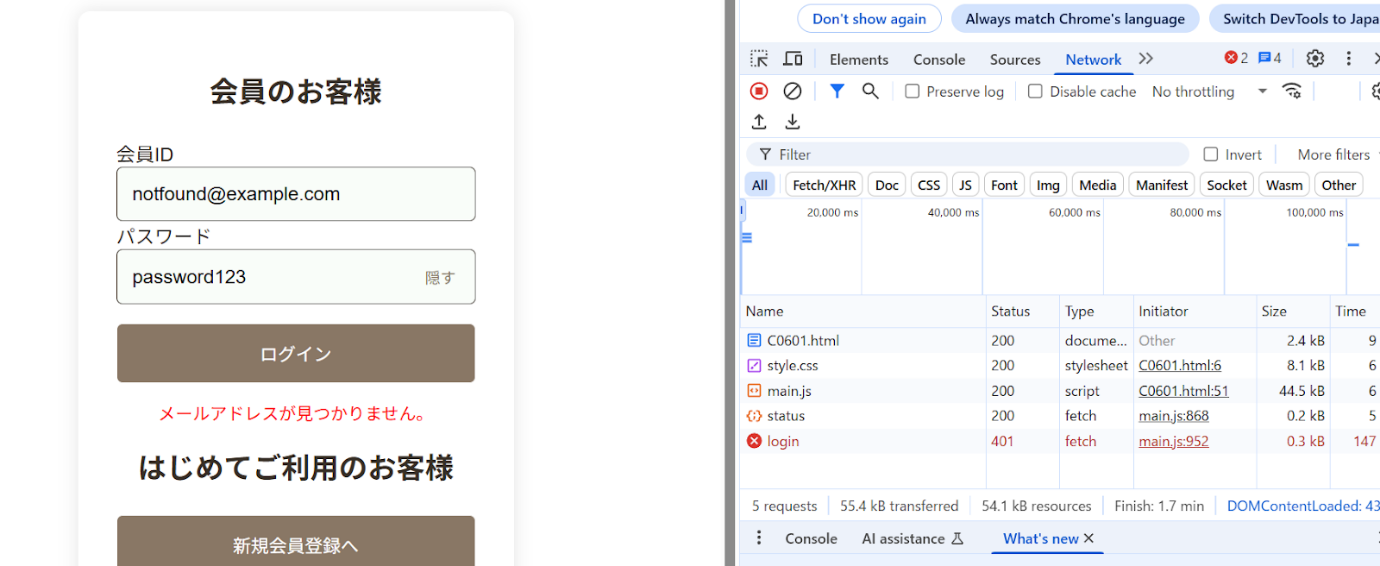 会員のお客様
会員ID
notfound@example.com
パスワード
password123 隠す
ログイン
メールアドレスが見つかりません。
はじめてご利用のお客様
新規会員登録へ
Don't show again Always match Chrome's language Switch DevTools to Japa
Elements Console Sources Network 2 4
Preserve log Disable cache No throttling
Filter Invert More filters
All Fetch/XHR Doc CSS JS Font Img Media Manifest Socket Wasm Other
20,000 ms 40,000 ms 60,000 ms 80,000 ms 100,000 ms
Name Status Type Initiator Size Time
C0601.html 200 docume... Other 2.4 kB 9
style.css 200 stylesheet C0601.html:6 8.1 kB 6
main.js 200 script C0601.html:51 44.5 kB 6
status 200 fetch main.js:868 0.2 kB 5
login 401 fetch main.js:952 0.3 kB 147
5 requests 55.4 kB transferred 54.1 kB resources Finish: 1.7 min DOMContentLoaded: 43
Console AI assistance What's new